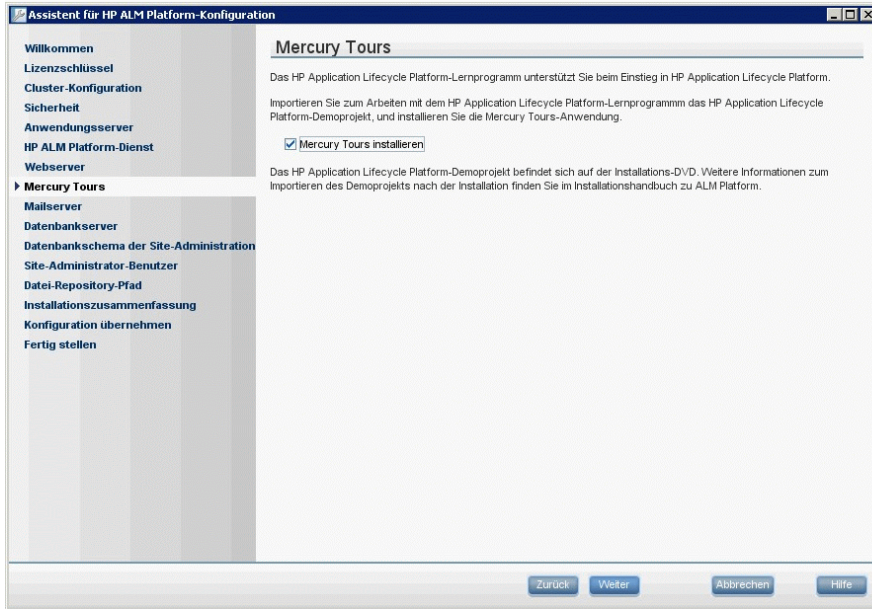 Assistent für HP ALM Platform-Konfiguration
Willkommen
Lizenzschlüssel
Cluster-Konfiguration
Sicherheit
Anwendungsserver
HP ALM Platform-Dienst
Webserver
Mercury Tours
Mailserver
Datenbankserver
Datenbankschema der Site-Administration
Site-Administrator-Benutzer
Datei-Repository-Pfad
Installationszusammenfassung
Konfiguration übernehmen
Fertig stellen
Mercury Tours
Das HP Application Lifecycle Platform-Lernprogramm unterstützt Sie beim Einstieg in HP Application Lifecycle Platform.
Importieren Sie zum Arbeiten mit dem HP Application Lifecycle Platform-Lernprogrammm das HP Application Lifecycle
Platform-Demoprojekt, und installieren Sie die Mercury Tours-Anwendung.
Mercury Tours installieren
Das HP Application Lifecycle Platform-Demoprojekt befindet sich auf der Installations-DVD. Weitere Informationen zum
Importieren des Demoprojekts nach der Installation finden Sie im Installationshandbuch zu ALM Platform.
Zurück
Weiter
Abbrechen
Hilfe